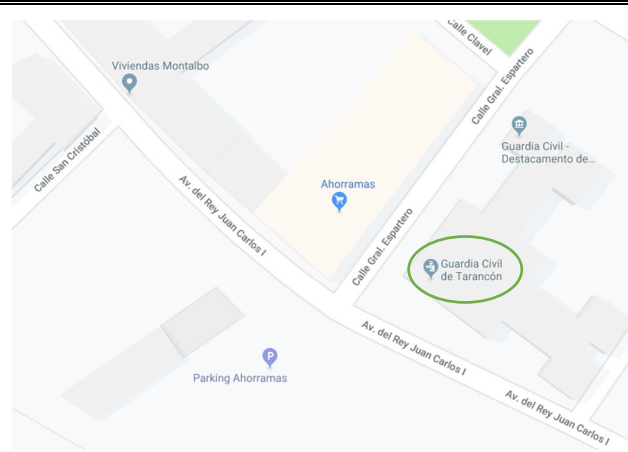 Calle Clavel
Calle Gral. Espartero
Viviendas Montalbo
Guardia Civil -
Destacamento de...
Calle San Cristóbal
Ahorramas
Av. del Rey Juan Carlos I
Calle Gral. Espartero
Guardia Civil
de Tarancón
Av. del Rey Juan Carlos I
P
Parking Ahorramas
Av. del Rey Juan Carlos I